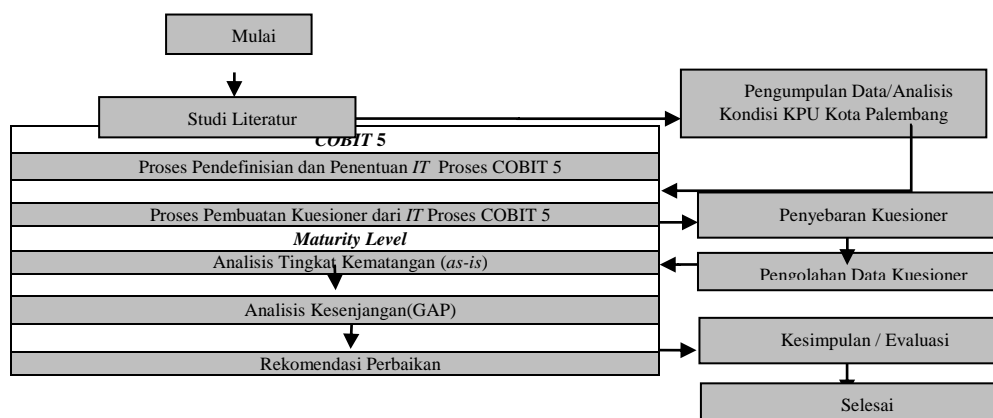 Mulai
Studi Literatur
Pengumpulan Data/Analisis
Kondisi KPU Kota Palembang
COBIT 5
Proses Pendefinisian dan Penentuan IT Proses COBIT 5
Proses Pembuatan Kuesioner dari IT Proses COBIT 5
Penyebaran Kuesioner
Maturity Level
Analisis Tingkat Kematangan (as-is)
Pengolahan Data Kuesioner
Analisis Kesenjangan(GAP)
Rekomendasi Perbaikan
Kesimpulan / Evaluasi
Selesai